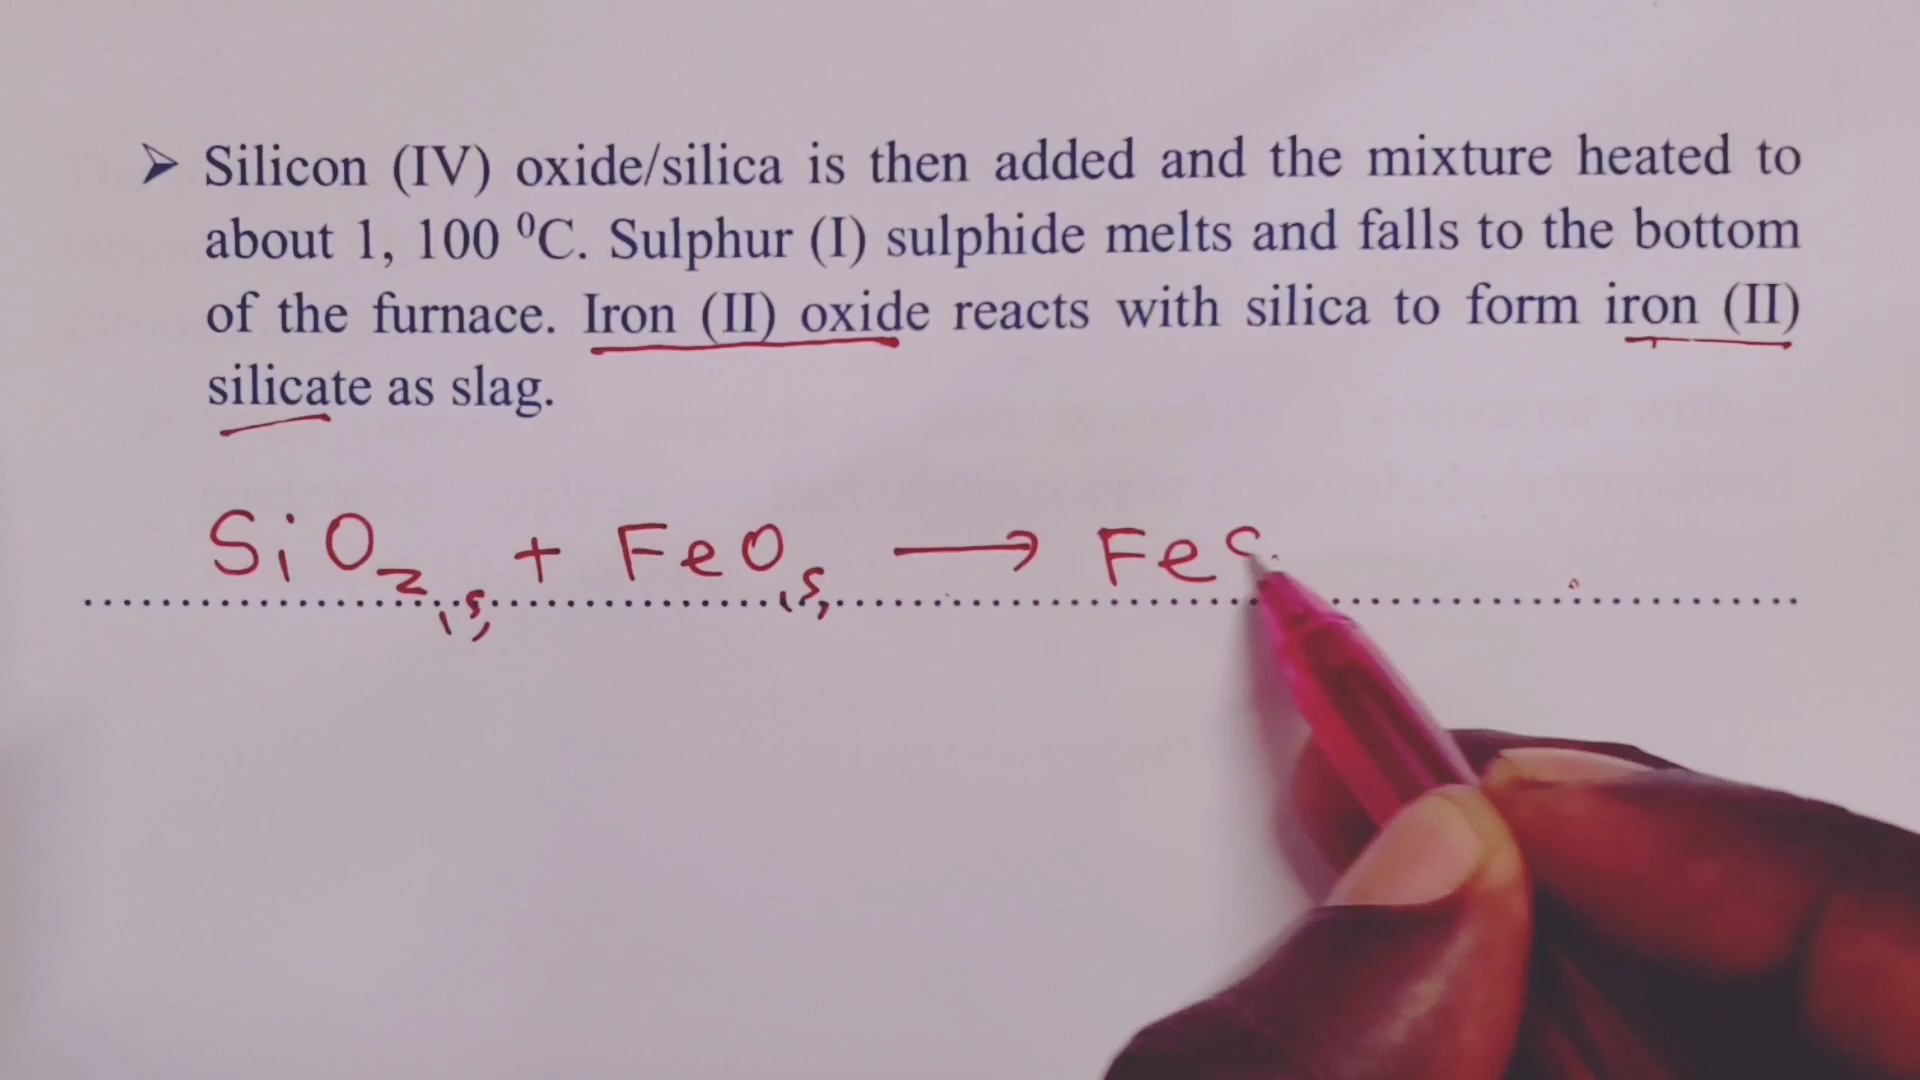 ➤ Silicon (IV) oxide/silica is then added and the mixture heated to
about 1, 100 ⁰C. Sulphur (I) sulphide melts and falls to the bottom
of the furnace. Iron (II) oxide reacts with silica to form iron (II)
silicate as slag.
SiO₂(s) + FeO(s) → Fe